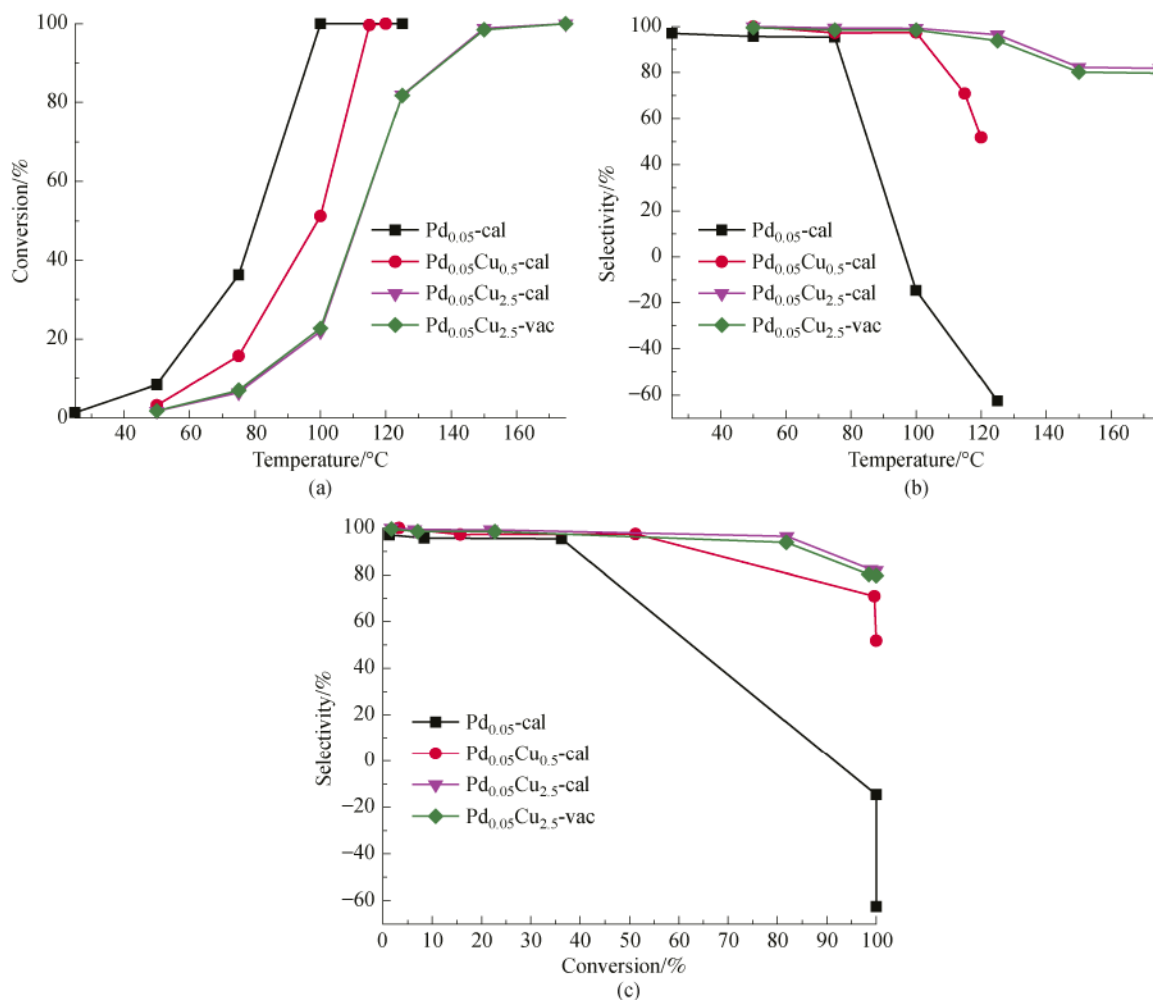 100
80
60
40
20
0
Conversion/%
Pd0.05-cal
Pd0.05Cu0.5-cal
Pd0.05Cu2.5-cal
Pd0.05Cu2.5-vac
40 60 80 100 120 140 160
Temperature/°C
(a)
100
80
60
40
20
0
−20
−40
−60
Selectivity/%
Pd0.05-cal
Pd0.05Cu0.5-cal
Pd0.05Cu2.5-cal
Pd0.05Cu2.5-vac
40 60 80 100 120 140 160
Temperature/°C
(b)
100
80
60
40
20
0
−20
−40
−60
Selectivity/%
Pd0.05-cal
Pd0.05Cu0.5-cal
Pd0.05Cu2.5-cal
Pd0.05Cu2.5-vac
0 10 20 30 40 50 60 70 80 90 100
Conversion/%
(c)